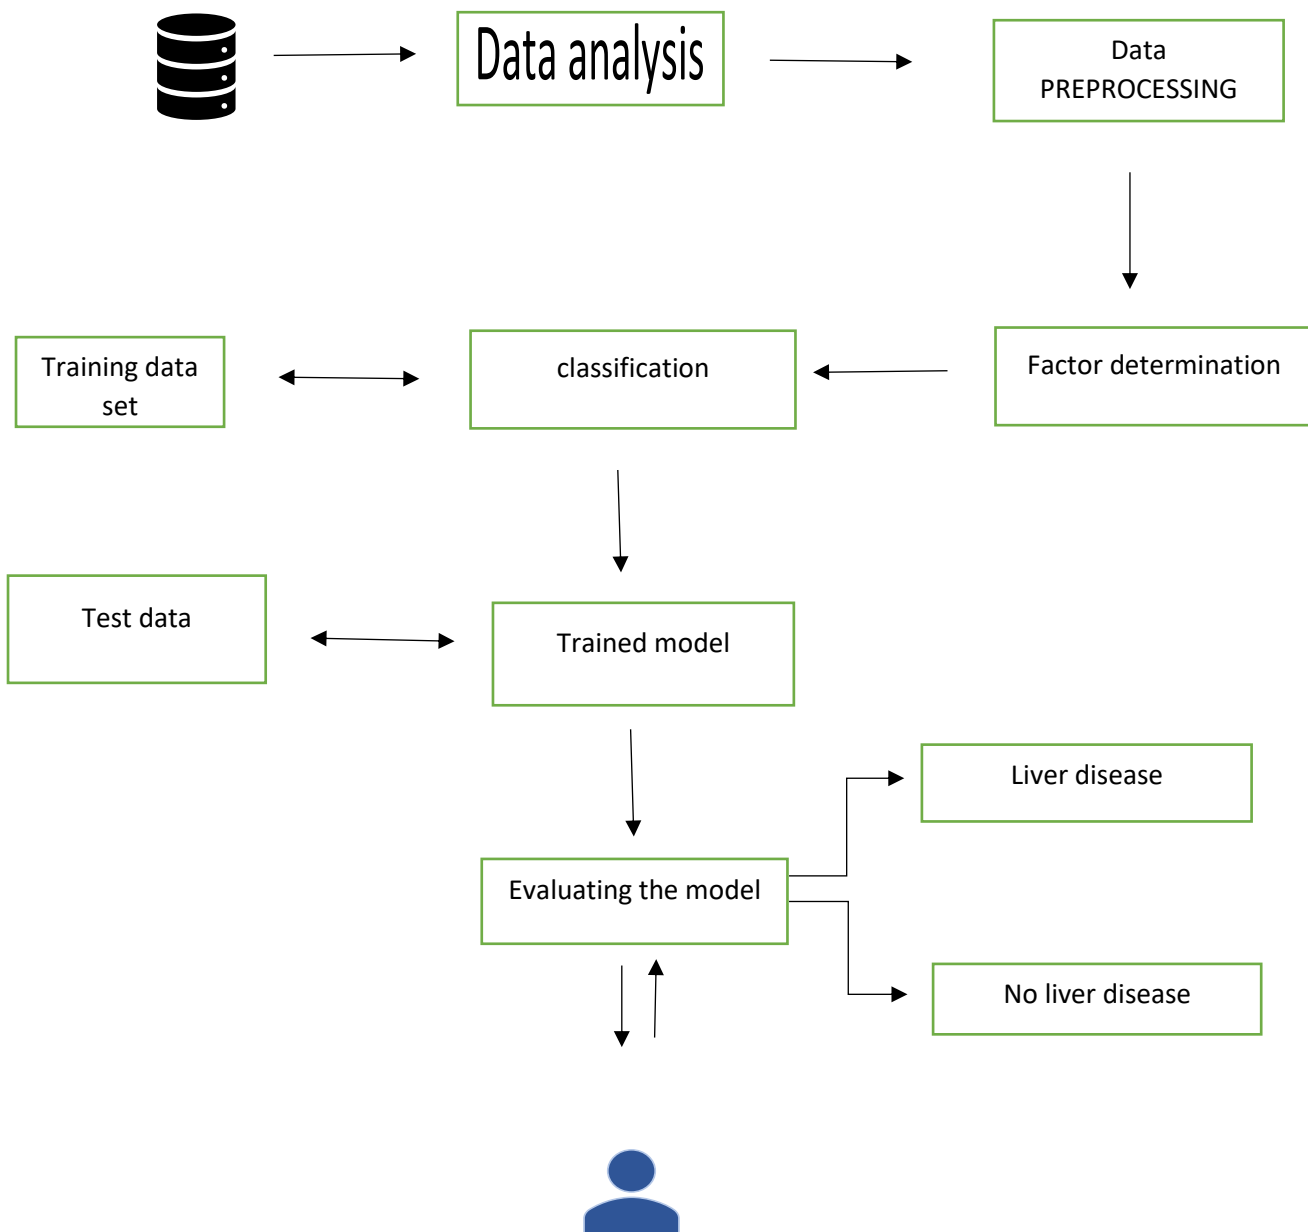 Data analysis
Data
PREPROCESSING
Training data
set
classification
Factor determination
Test data
Trained model
Liver disease
Evaluating the model
No liver disease